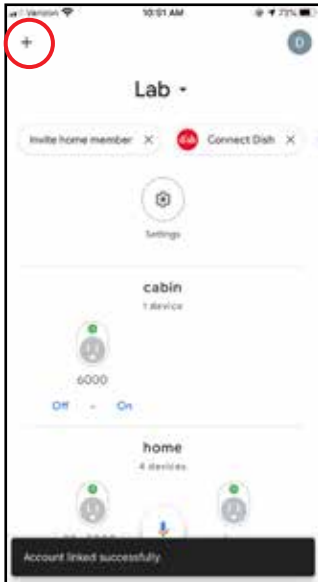 Verizon 10:51 AM 73%
+
D
Lab
Invite home member X dish Connect Dish X
Settings
cabin
1 device
6000
Off - On
home
4 devices
Account linked successfully